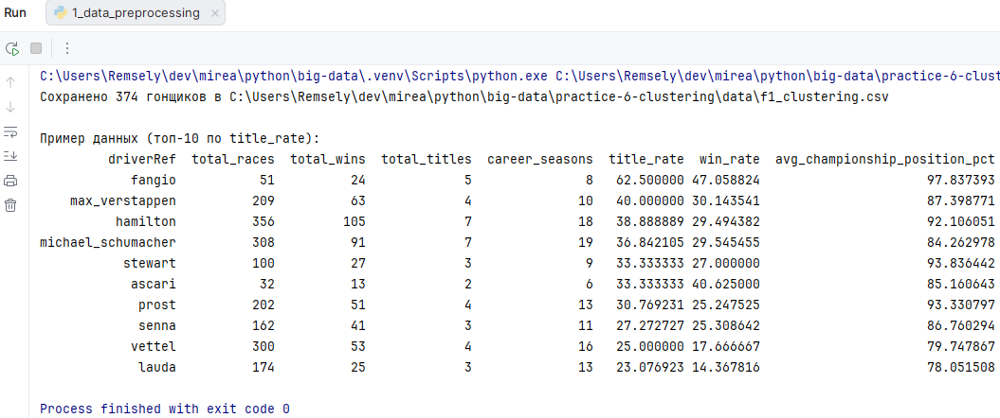 Run 1_data_preprocessing ×
C:\Users\Remsely\dev\mirea\python\big-data\.venv\Scripts\python.exe C:\Users\Remsely\dev\mirea\python\big-data\practice-6-clust
Сохранено 374 гонщиков в C:\Users\Remsely\dev\mirea\python\big-data\practice-6-clustering\data\f1_clustering.csv
Пример данных (топ-10 по title_rate):
driverRef total_races total_wins total_titles career_seasons title_rate win_rate avg_championship_position_pct
fangio 51 24 5 8 62.500000 47.058824 97.837393
max_verstappen 209 63 4 10 40.000000 30.143541 87.398771
hamilton 356 105 7 18 38.888889 29.494382 92.106051
michael_schumacher 308 91 7 19 36.842105 29.545455 84.262978
stewart 100 27 3 9 33.333333 27.000000 93.836442
ascari 32 13 2 6 33.333333 40.625000 85.160643
prost 202 51 4 13 30.769231 25.247525 93.330797
senna 162 41 3 11 27.272727 25.308642 86.760294
vettel 300 53 4 16 25.000000 17.666667 79.747867
lauda 174 25 3 13 23.076923 14.367816 78.051508
Process finished with exit code 0